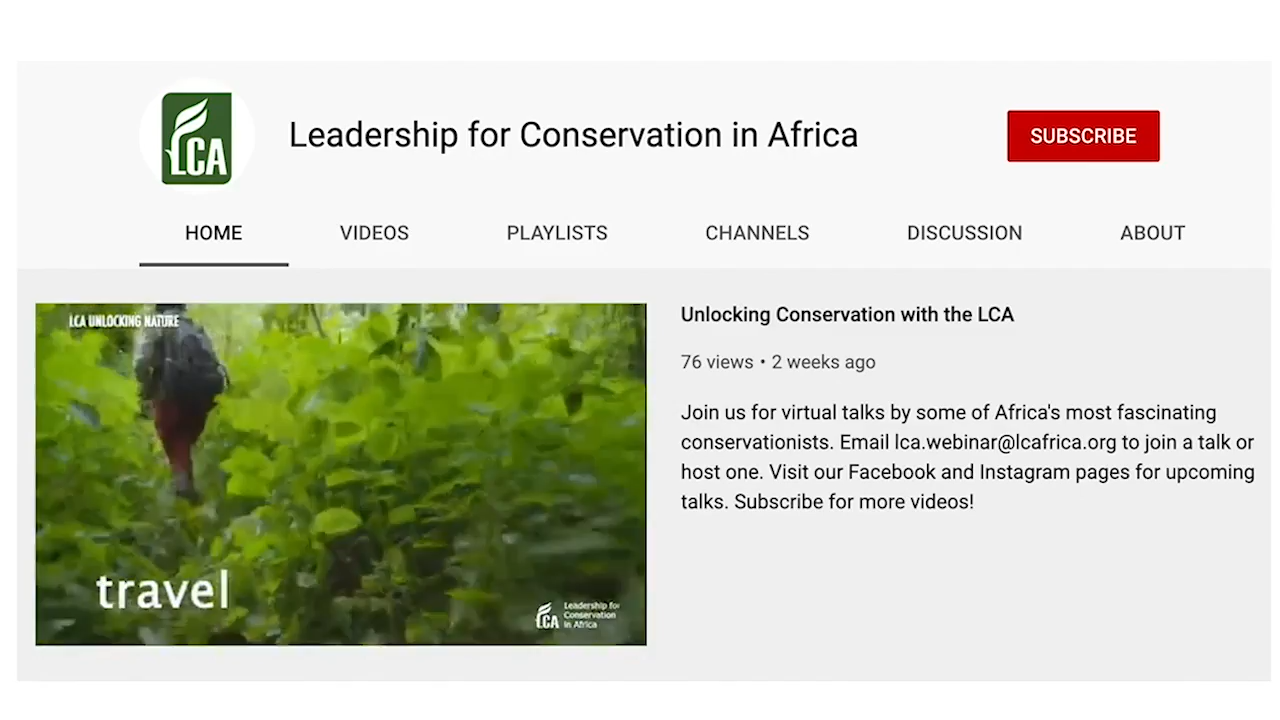 LCA
Leadership for Conservation in Africa
SUBSCRIBE
HOME
VIDEOS
PLAYLISTS
CHANNELS
DISCUSSION
ABOUT
LCA UNLOCKING NATURE
travel
LCA
Leadership for
Conservation
in Africa
Unlocking Conservation with the LCA
76 views • 2 weeks ago
Join us for virtual talks by some of Africa's most fascinating
conservationists. Email lca.webinar@lcafrica.org to join a talk or
host one. Visit our Facebook and Instagram pages for upcoming
talks. Subscribe for more videos!